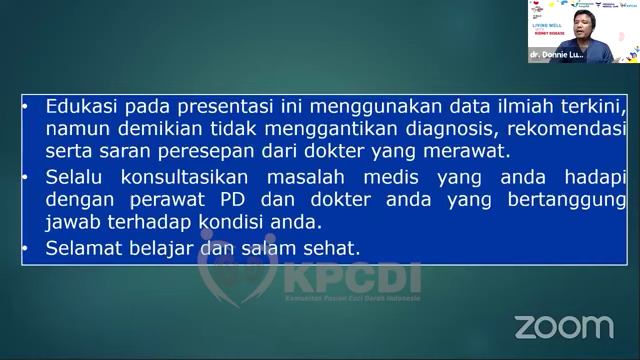 LIVING WELL
WITH
KIDNEY DISEASE
dr. Donnie Lu...
• Edukasi pada presentasi ini menggunakan data ilmiah terkini,
namun demikian tidak menggantikan diagnosis, rekomendasi
serta saran peresepan dari dokter yang merawat.
• Selalu konsultasikan masalah medis yang anda hadapi
dengan perawat PD dan dokter anda yang bertanggung
jawab terhadap kondisi anda.
• Selamat belajar dan salam sehat.
KPCDI
Komunitas Pasien Cuci Darah Indonesia
zoom